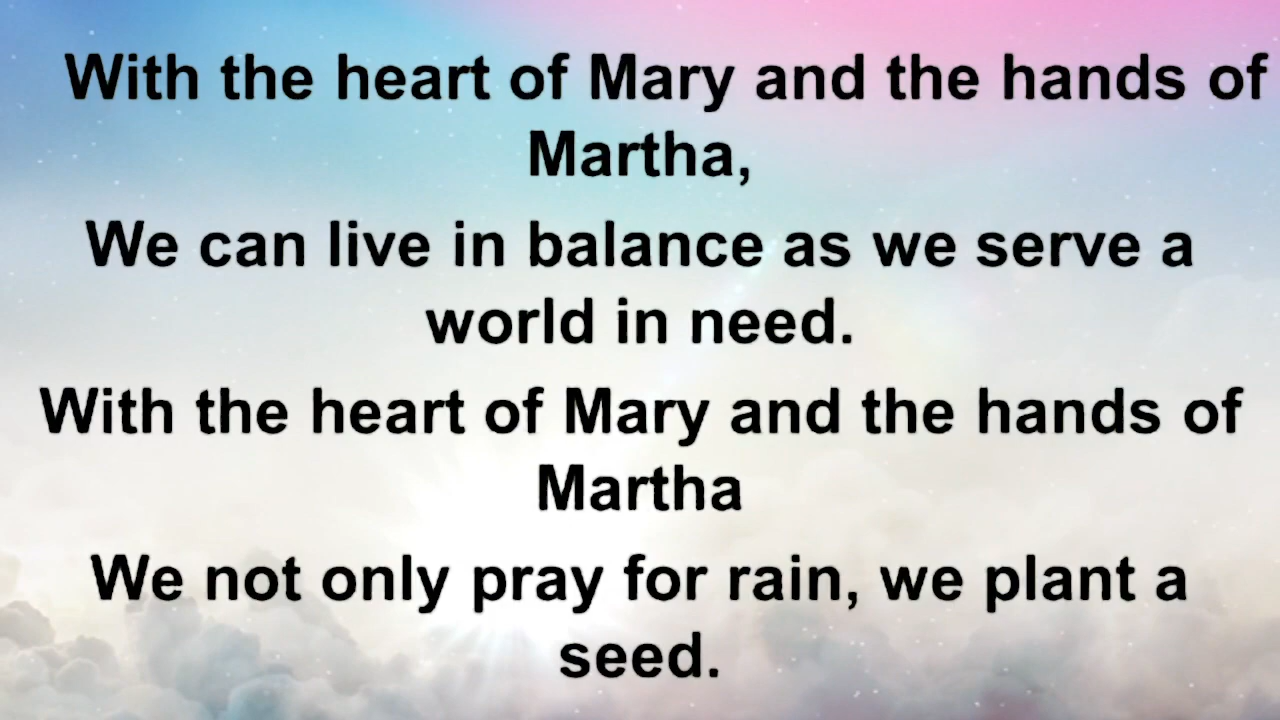 With the heart of Mary and the hands of
Martha,
We can live in balance as we serve a
world in need.
With the heart of Mary and the hands of
Martha
We not only pray for rain, we plant a
seed.